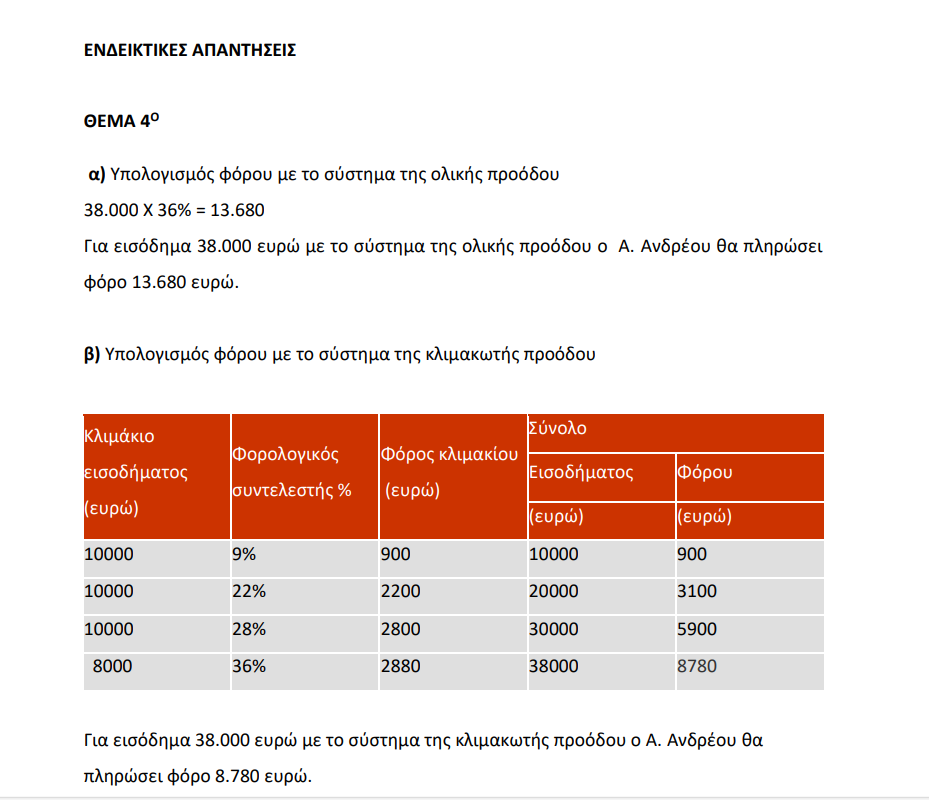 ΕΝΔΕΙΚΤΙΚΕΣ ΑΠΑΝΤΗΣΕΙΣ
ΘΕΜΑ 4Ο
α) Υπολογισμός φόρου με το σύστημα της ολικής προόδου
38.000 Χ 36% = 13.680
Για εισόδημα 38.000 ευρώ με το σύστημα της ολικής προόδου ο Α. Ανδρέου θα πληρώσει
φόρο 13.680 ευρώ.
β) Υπολογισμός φόρου με το σύστημα της κλιμακωτής προόδου
Κλιμάκιο
εισοδήματος
(ευρώ)
Φορολογικός
συντελεστής %
Φόρος κλιμακίου
(ευρώ)
Σύνολο
Εισοδήματος Φόρου
(ευρώ) (ευρώ)
10000 9% 900 10000 900
10000 22% 2200 20000 3100
10000 28% 2800 30000 5900
8000 36% 2880 38000 8780
Για εισόδημα 38.000 ευρώ με το σύστημα της κλιμακωτής προόδου ο Α. Ανδρέου θα
πληρώσει φόρο 8.780 ευρώ.